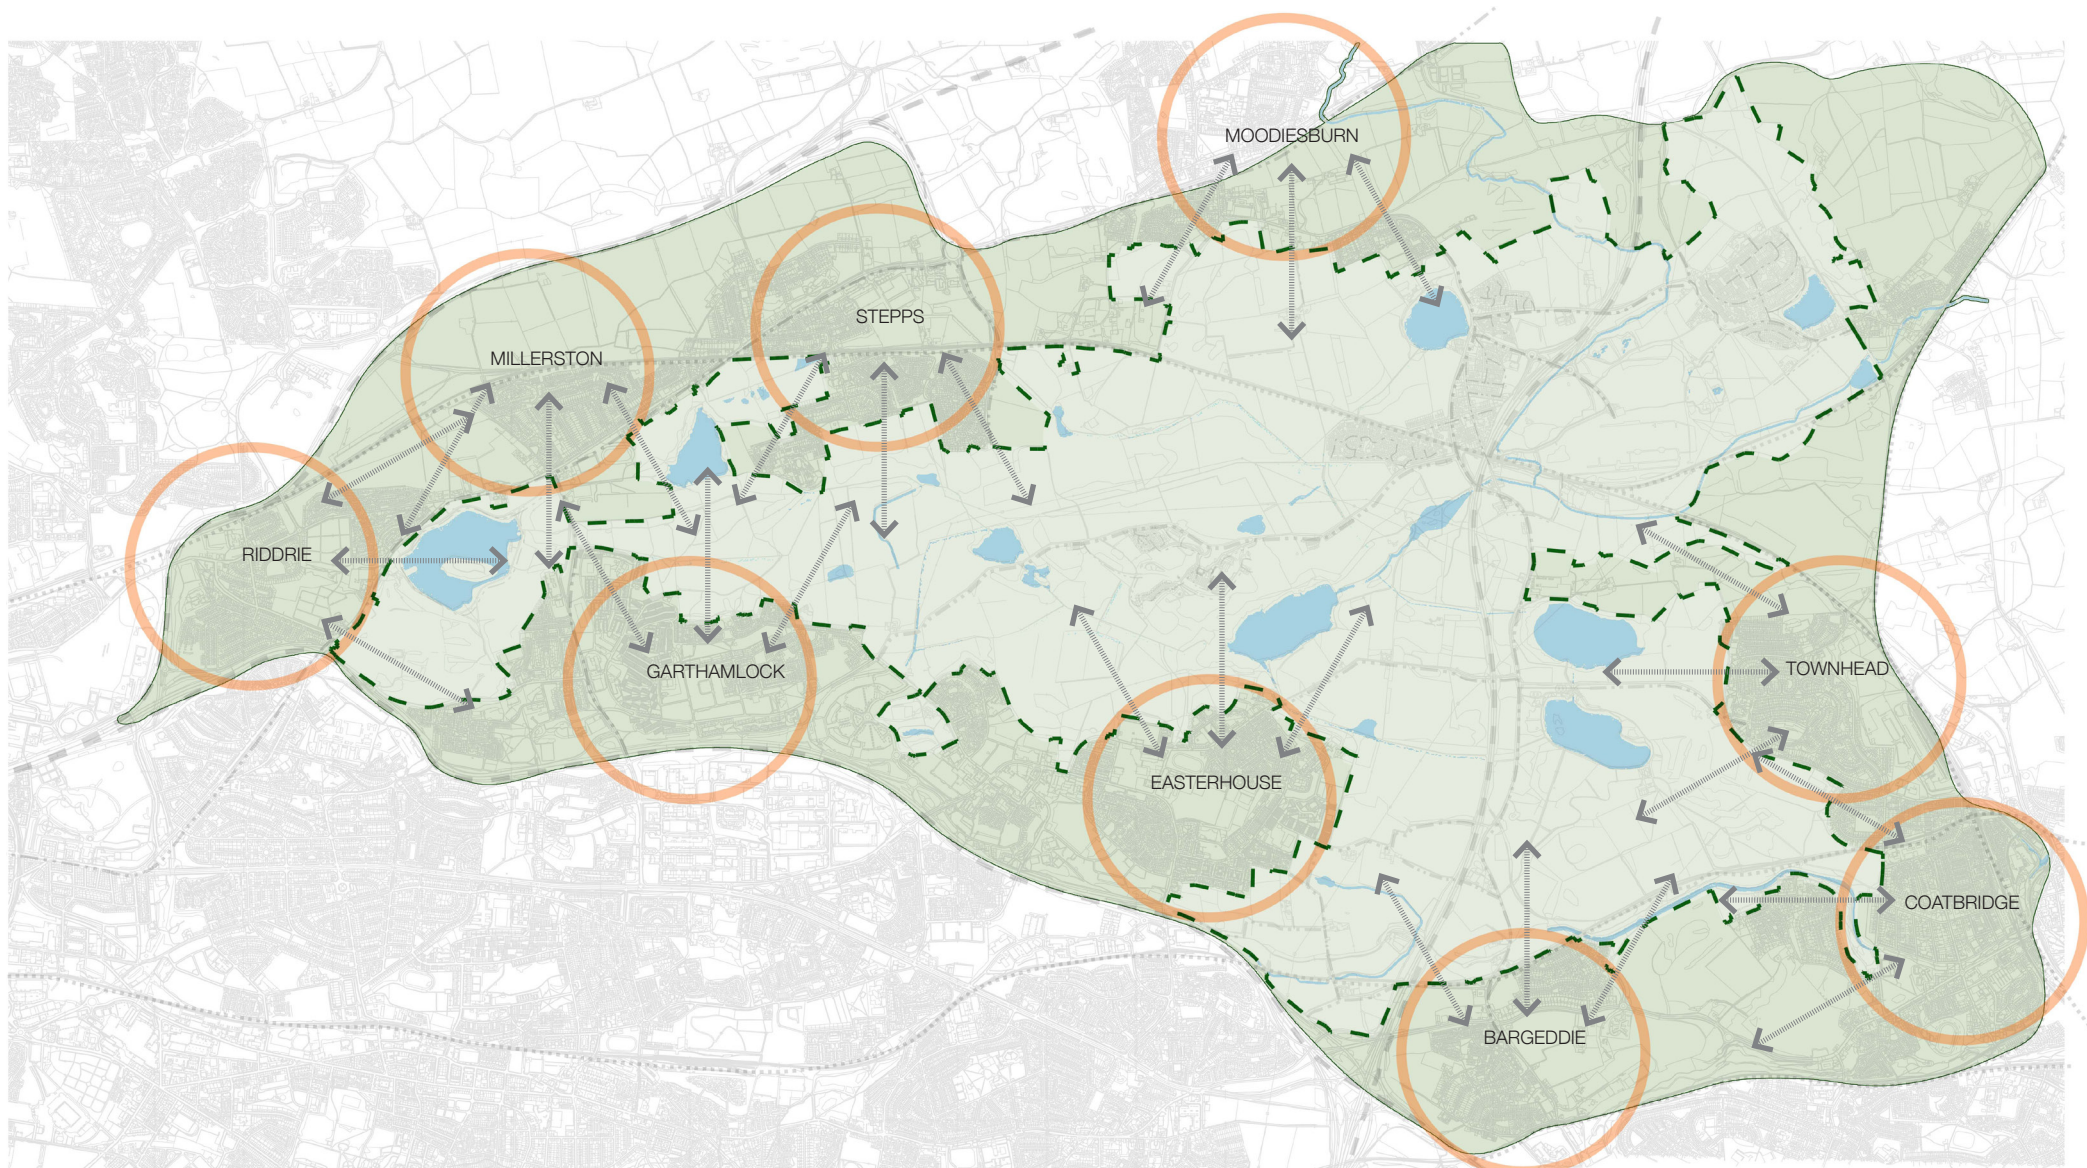 MOODIESBURN
STEPPS
MILLERSTON
RIDDRIE
GARTHAMLOCK
TOWNHEAD
EASTERHOUSE
COATBRIDGE
BARGEDDIE